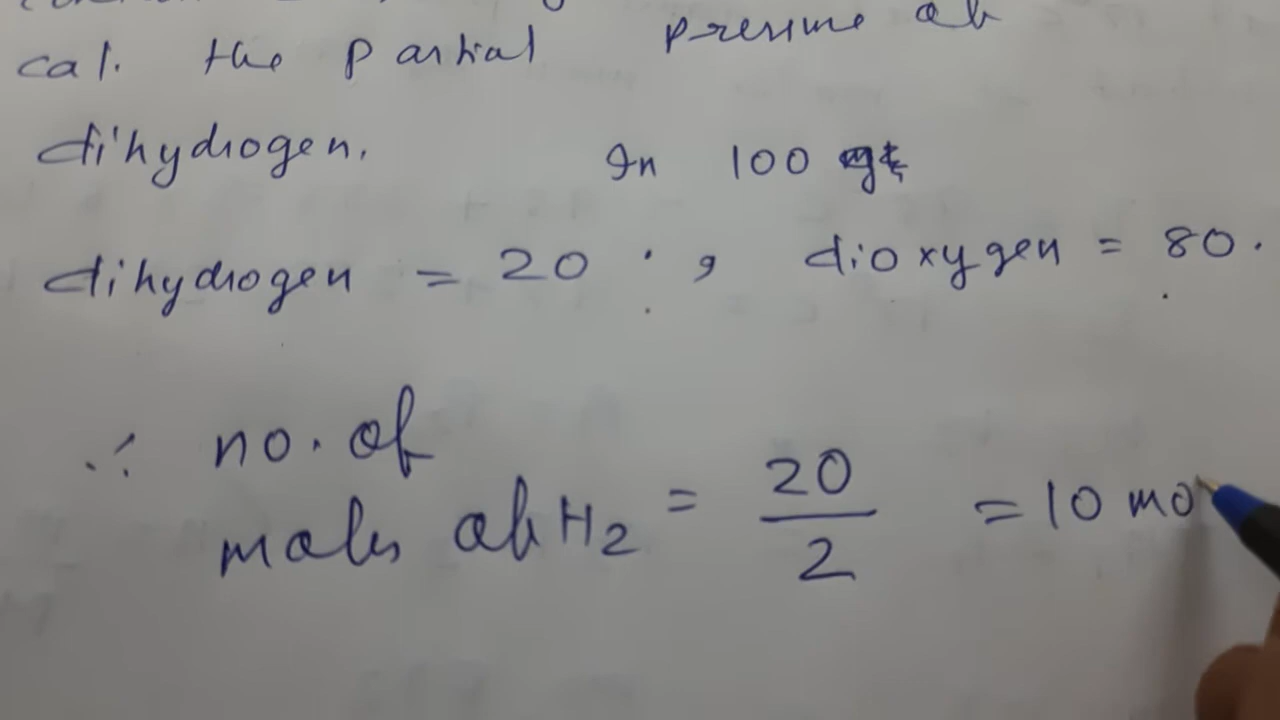 cal. the partial pressure of
dihydrogen. In 100 g
dihydrogen = 20 . , dioxygen = 80.
∴ no. of
moles of H2 = 20/2 = 10 mo